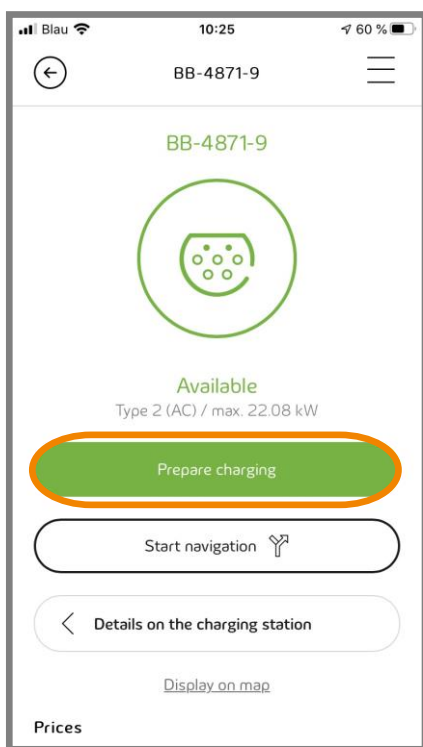 Blau 10:25 60 %
BB-4871-9
BB-4871-9
Available
Type 2 (AC) / max. 22.08 kW
Prepare charging
Start navigation
Details on the charging station
Display on map
Prices